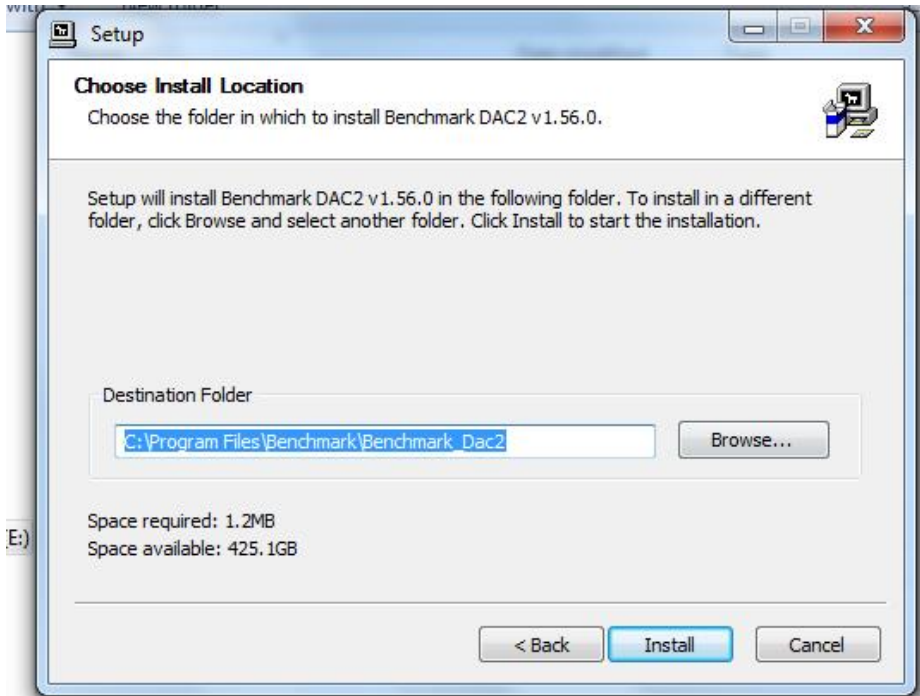 Setup
Choose Install Location
Choose the folder in which to install Benchmark DAC2 v1.56.0.
Setup will install Benchmark DAC2 v1.56.0 in the following folder. To install in a different
folder, click Browse and select another folder. Click Install to start the installation.
Destination Folder
C:\Program Files\Benchmark\Benchmark_Dac2
Browse...
Space required: 1.2MB
(E:)
Space available: 425.1GB
< Back
Install
Cancel